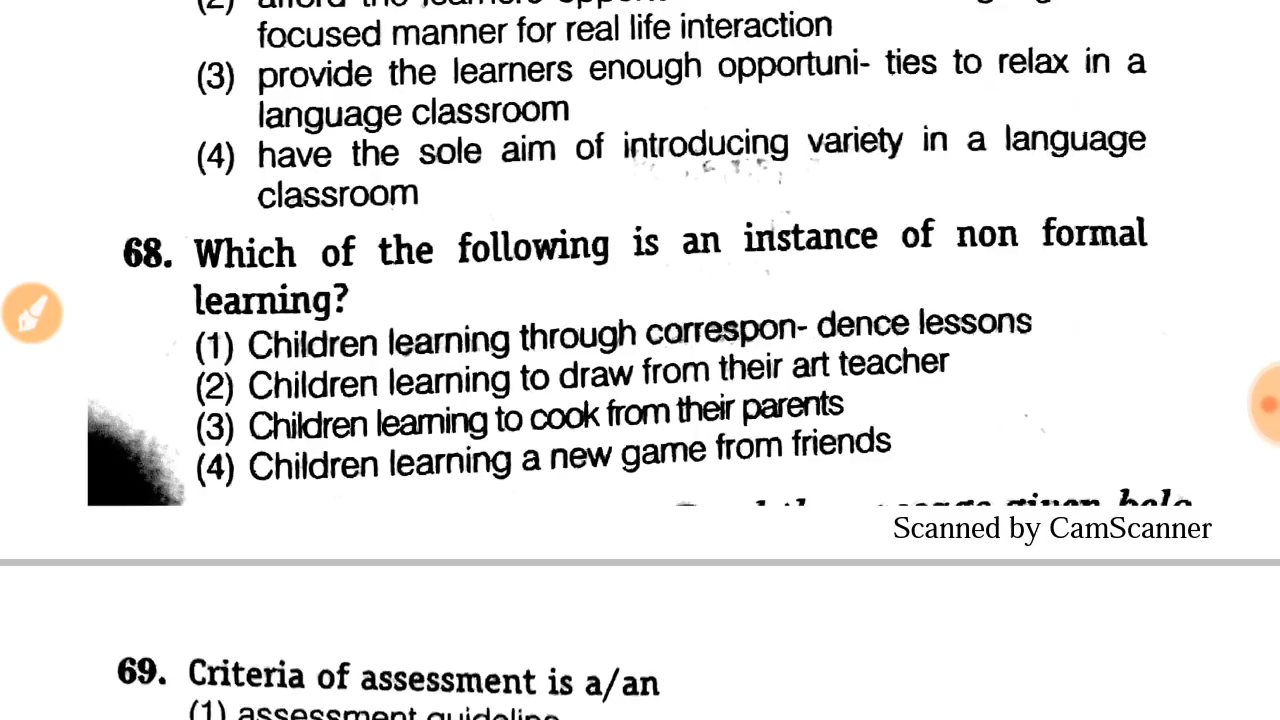 focused manner for real life interaction
(3) provide the learners enough opportuni- ties to relax in a
language classroom
(4) have the sole aim of introducing variety in a language
classroom
68. Which of the following is an instance of non formal
learning?
(1) Children learning through correspon- dence lessons
(2) Children learning to draw from their art teacher
(3) Children learning to cook from their parents
(4) Children learning a new game from friends
Scanned by CamScanner
69. Criteria of assessment is a/an
(1) assessment guideline